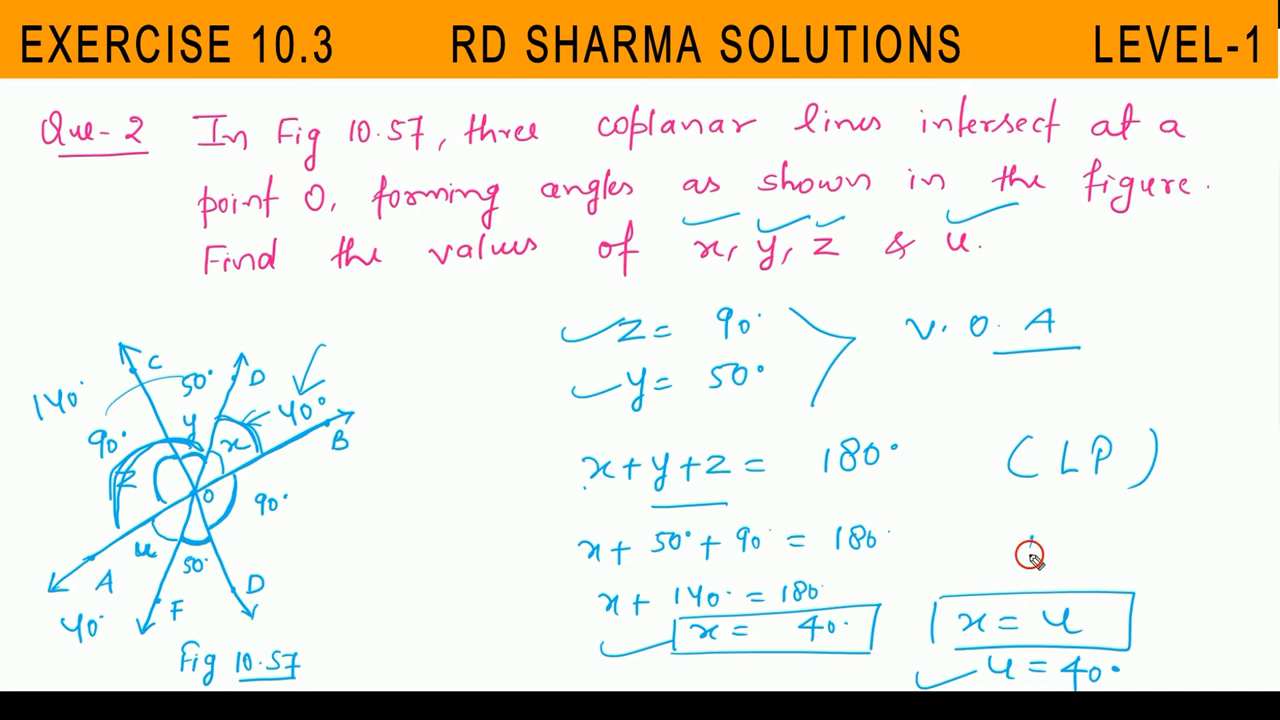 EXERCISE 10.3 RD SHARMA SOLUTIONS LEVEL-1
Que-2 In Fig 10.57, three coplanar lines intersect at a
point O, forming angles as shown in the figure.
Find the values of x, y, z & u.
z = 90° V. O. A
y = 50°
x + y + z = 180° (LP)
x + 50° + 90° = 180°
x + 140° = 180°
x = 40°
x = u
u = 40°
140° C 50° D 40°
90° y x B
z O 90°
u 50°
A F D
40°
Fig 10.57